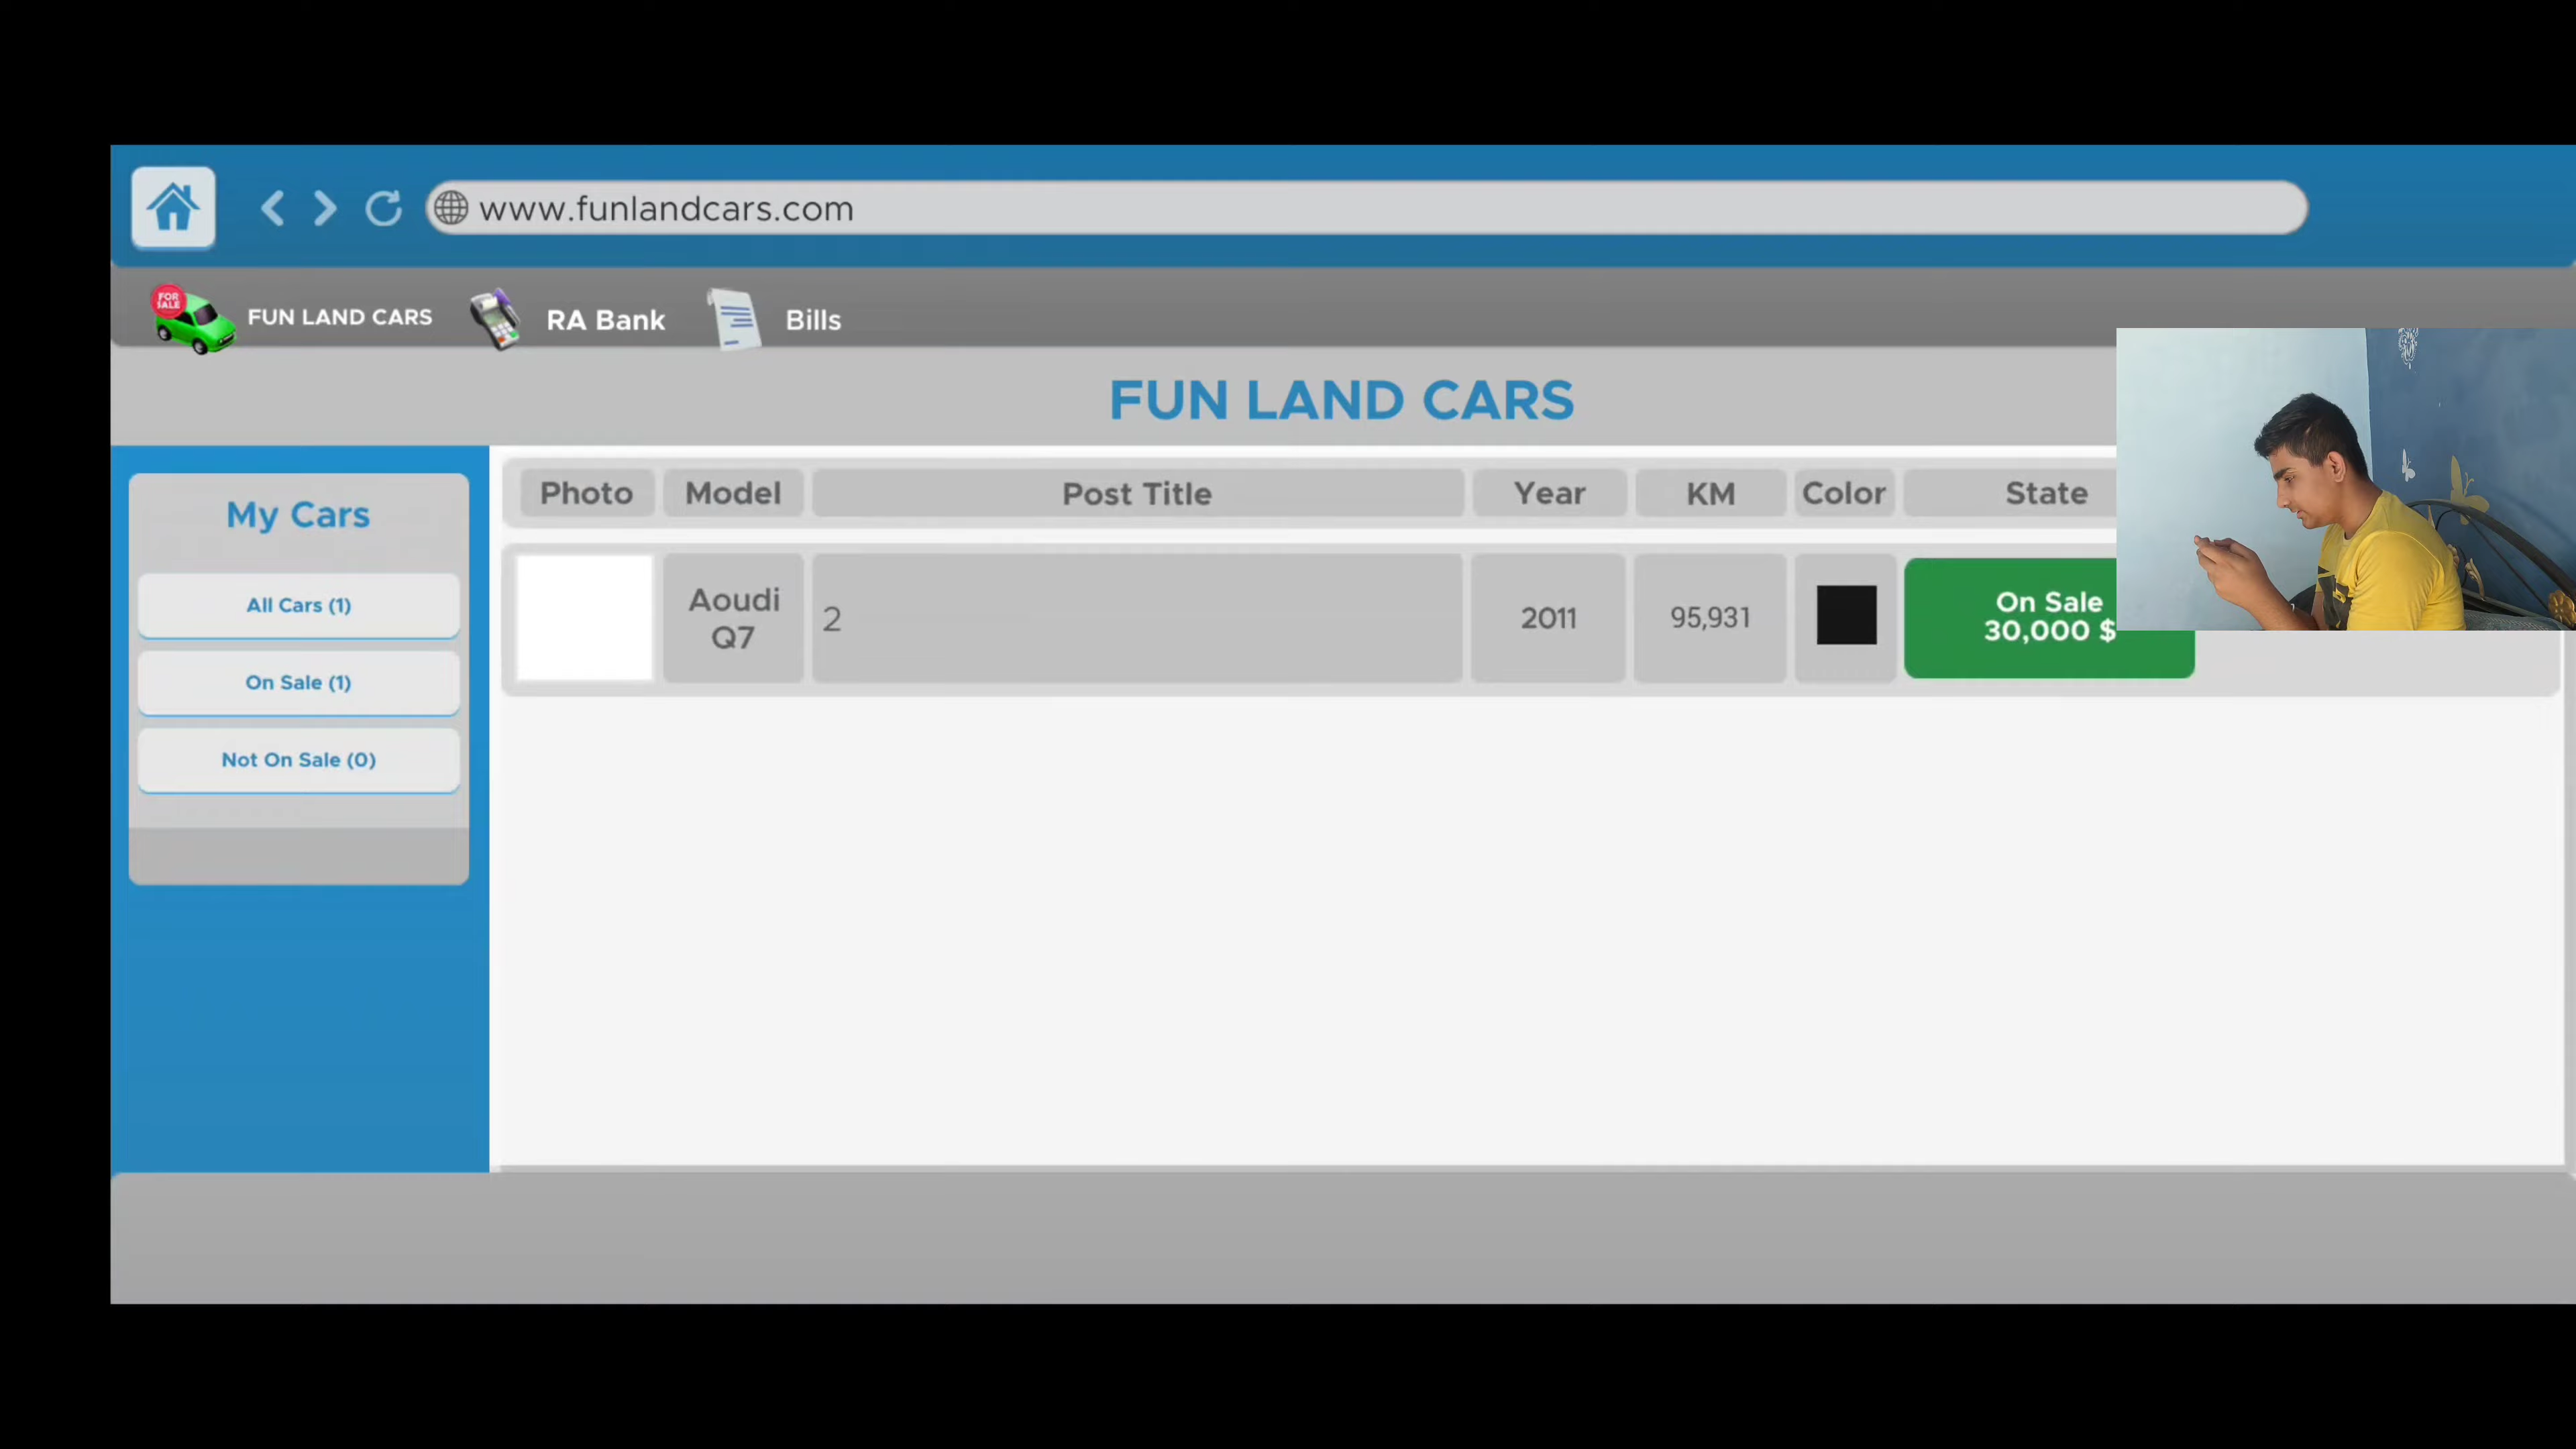 www.funlandcars.com
FOR SALE
FUN LAND CARS
RA Bank
Bills
FUN LAND CARS
My Cars
All Cars (1)
On Sale (1)
Not On Sale (0)
Photo
Model
Post Title
Year
KM
Color
State
Aoudi
Q7
2
2011
95,931
On Sale
30,000 $